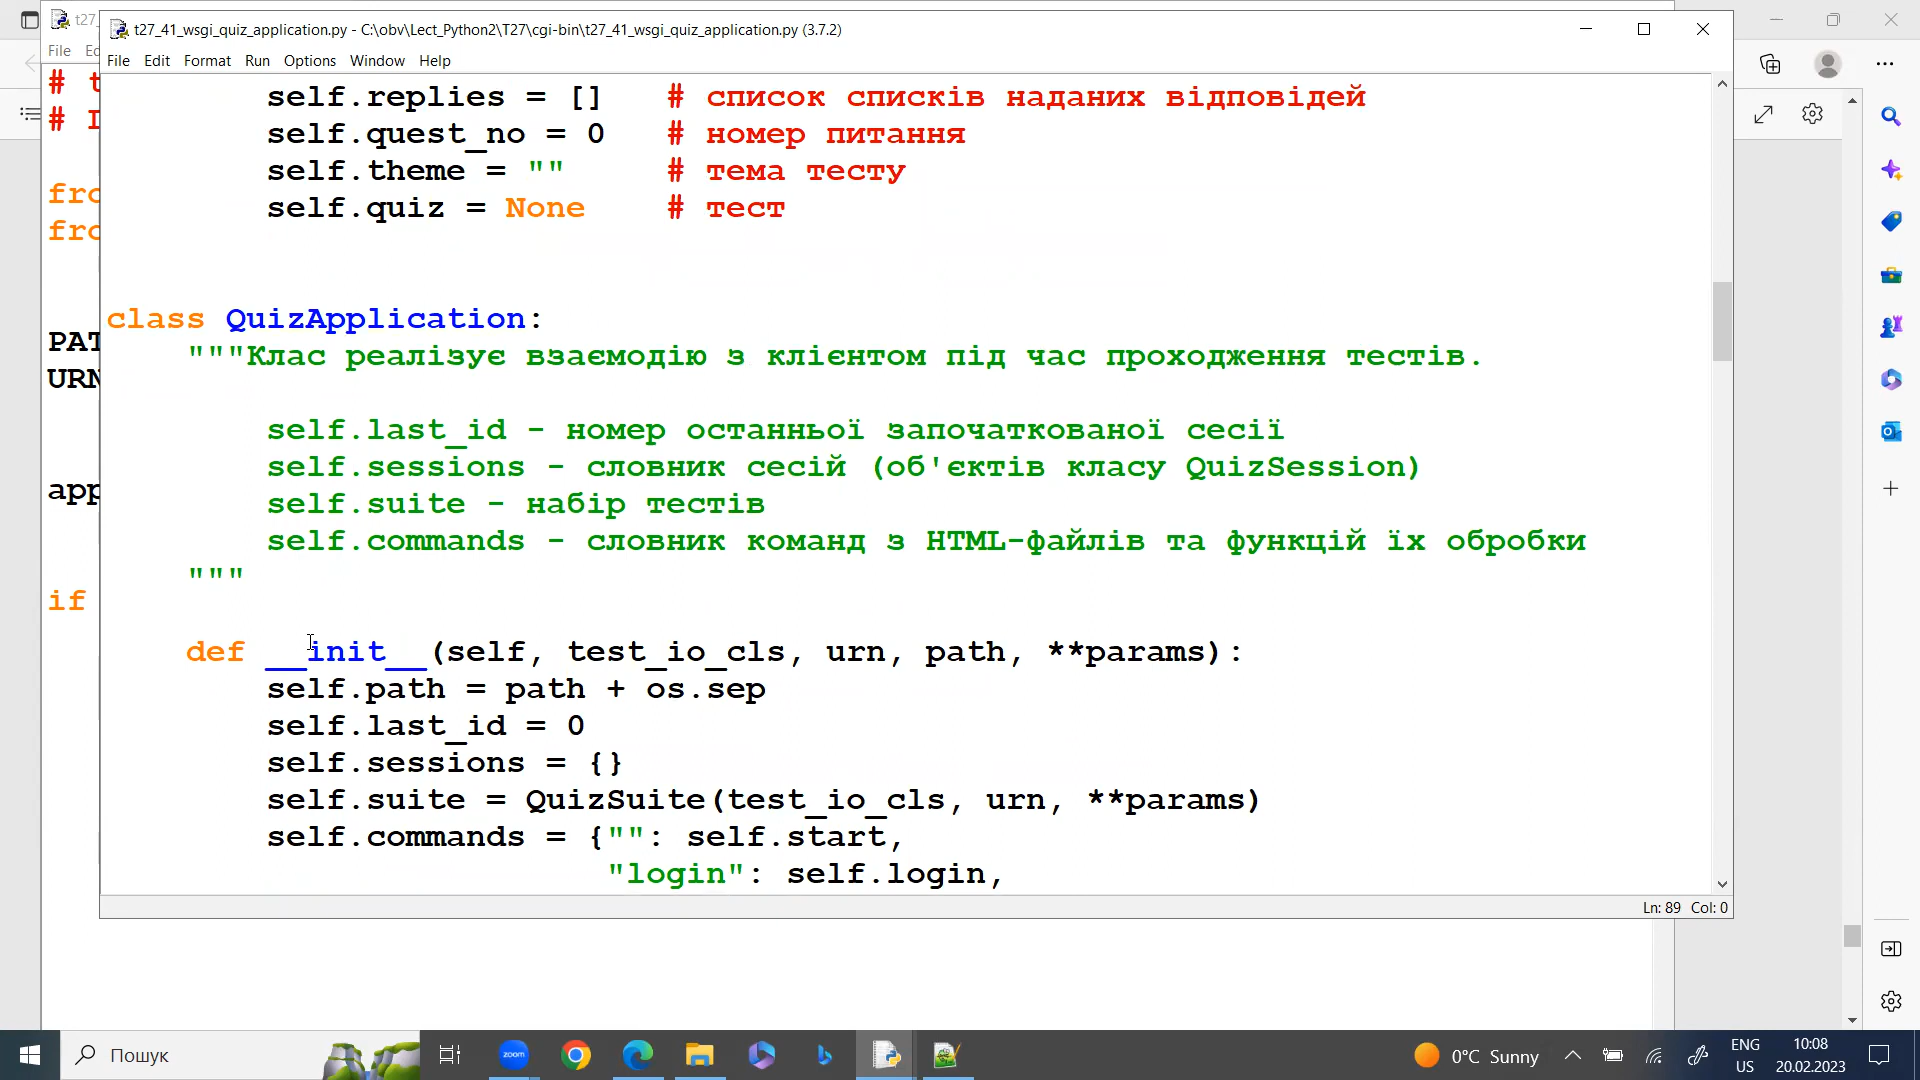 t27_
t27_41_wsgi_quiz_application.py - C:\obv\Lect_Python2\T27\cgi-bin\t27_41_wsgi_quiz_application.py (3.7.2)
File
File Edit Format Run Options Window Help
self.replies = [] # список списків наданих відповідей
self.quest_no = 0 # номер питання
self.theme = "" # тема тесту
self.quiz = None # тест
class QuizApplication:
"""Клас реалізує взаємодію з клієнтом під час проходження тестів.
self.last_id - номер останньої започаткованої сесії
self.sessions - словник сесій (об'єктів класу QuizSession)
self.suite - набір тестів
self.commands - словник команд з HTML-файлів та функцій їх обробки
"""
if
def __init__(self, test_io_cls, urn, path, **params):
self.path = path + os.sep
self.last_id = 0
self.sessions = {}
self.suite = QuizSuite(test_io_cls, urn, **params)
self.commands = {"": self.start,
"login": self.login,
Ln: 89 Col: 0
Пошук
zoom
0°C Sunny
ENG
US
10:08
20.02.2023